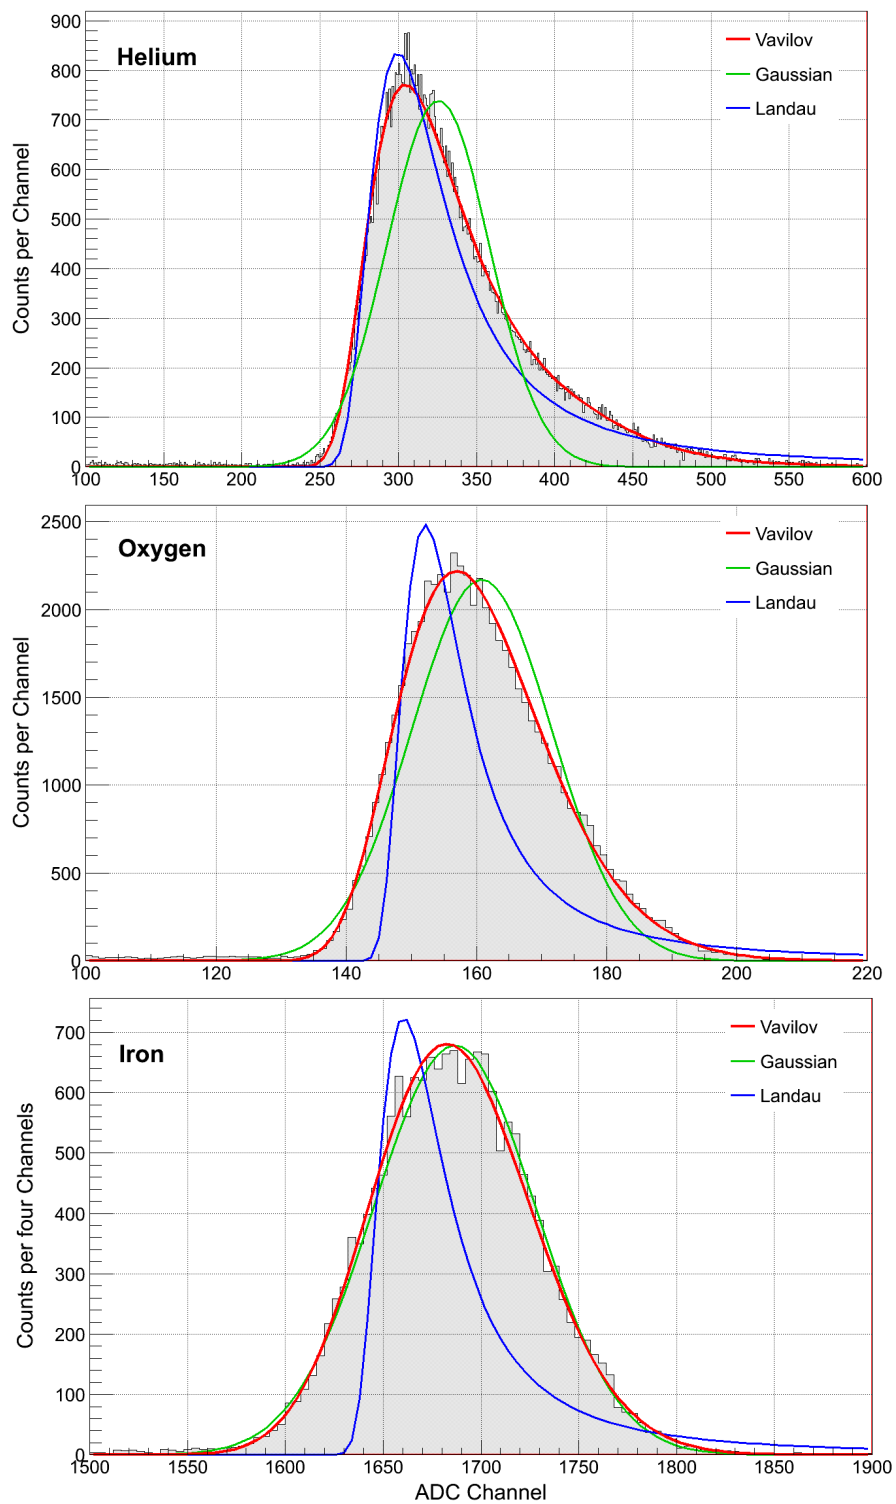 Helium
Vavilov
Gaussian
Landau
Counts per Channel
900
800
700
600
500
400
300
200
100
0
100 150 200 250 300 350 400 450 500 550 600
Oxygen
Vavilov
Gaussian
Landau
Counts per Channel
2500
2000
1500
1000
500
0
100 120 140 160 180 200 220
Iron
Vavilov
Gaussian
Landau
Counts per four Channels
700
600
500
400
300
200
100
0
1500 1550 1600 1650 1700 1750 1800 1850 1900
ADC Channel